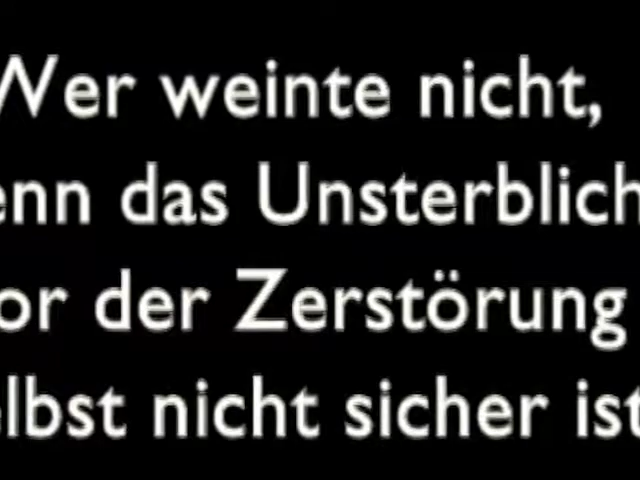 Wer weinte nicht,
enn das Unsterblich
or der Zerstörung
elbst nicht sicher ist